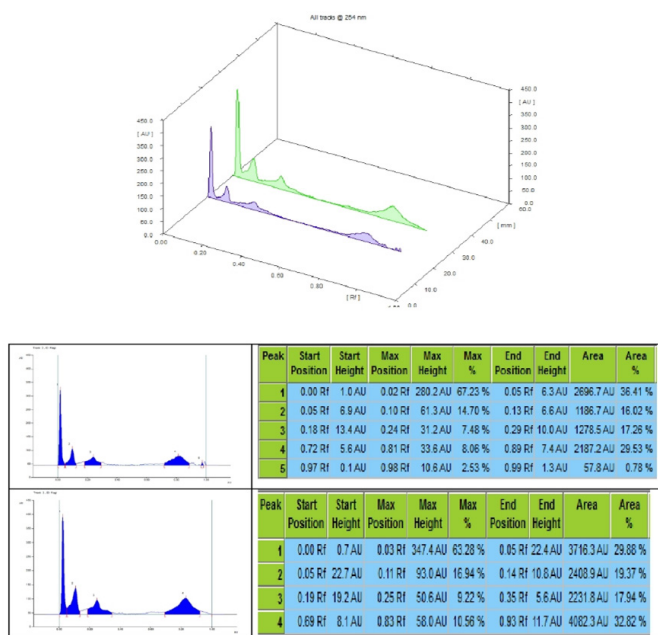 All tracks @ 254 nm
450.0
[ AU ]
400.0
350.0
300.0
250.0
200.0
150.0
100.0
50.0
0.0
0.00
0.20
0.40
0.60
0.80
[ Rf ]
0.0
10.0
20.0
30.0
40.0
[ mm ]
60.0
450.0
[ AU ]
350.0
300.0
250.0
200.0
150.0
100.0
50.0
0.0
Peak Start Position Start Height Max Position Max Height Max % End Position End Height Area Area %
1 0.00 Rf 1.0 AU 0.02 Rf 280.2 AU 67.23 % 0.05 Rf 6.3 AU 2696.7 AU 36.41 %
2 0.05 Rf 6.9 AU 0.10 Rf 61.3 AU 14.70 % 0.13 Rf 6.6 AU 1186.7 AU 16.02 %
3 0.18 Rf 13.4 AU 0.24 Rf 31.2 AU 7.48 % 0.29 Rf 10.0 AU 1278.5 AU 17.26 %
4 0.72 Rf 5.6 AU 0.81 Rf 33.6 AU 8.06 % 0.89 Rf 7.4 AU 2187.2 AU 29.53 %
5 0.97 Rf 0.1 AU 0.98 Rf 10.6 AU 2.53 % 0.99 Rf 1.3 AU 57.8 AU 0.78 %
Peak Start Position Start Height Max Position Max Height Max % End Position End Height Area Area %
1 0.00 Rf 0.7 AU 0.03 Rf 347.4 AU 63.28 % 0.05 Rf 22.4 AU 3716.3 AU 29.88 %
2 0.05 Rf 22.7 AU 0.11 Rf 93.0 AU 16.94 % 0.14 Rf 10.8 AU 2408.9 AU 19.37 %
3 0.19 Rf 19.2 AU 0.25 Rf 50.6 AU 9.22 % 0.35 Rf 5.6 AU 2231.8 AU 17.94 %
4 0.69 Rf 8.1 AU 0.83 Rf 58.0 AU 10.56 % 0.93 Rf 11.7 AU 4082.3 AU 32.82 %